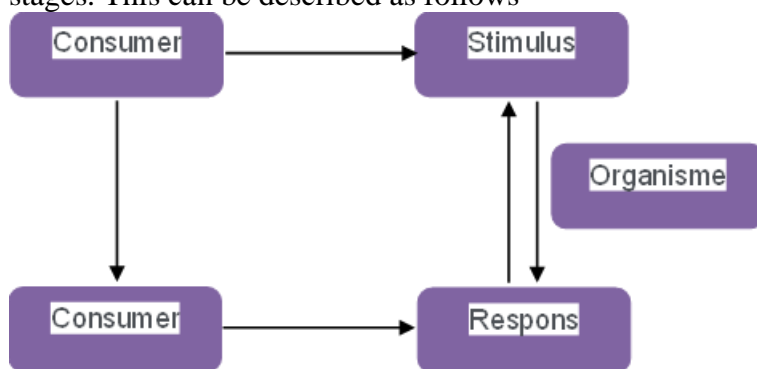 stages. This can be described as follows
Consumer
Stimulus
Organisme
Consumer
Respons